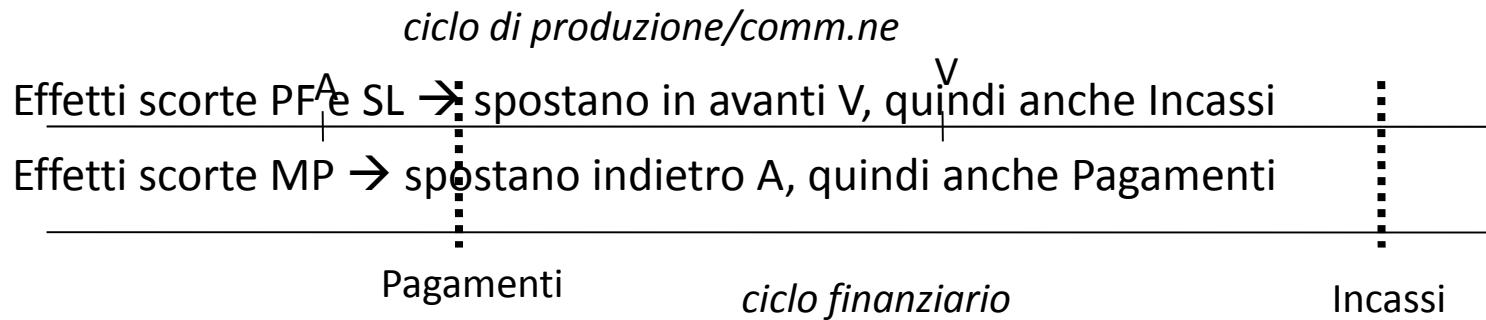 ciclo di produzione/comm.ne
A
V
Effetti scorte PF e SL → spostano in avanti V, quindi anche Incassi
Effetti scorte MP → spostano indietro A, quindi anche Pagamenti
Pagamenti
ciclo finanziario
Incassi